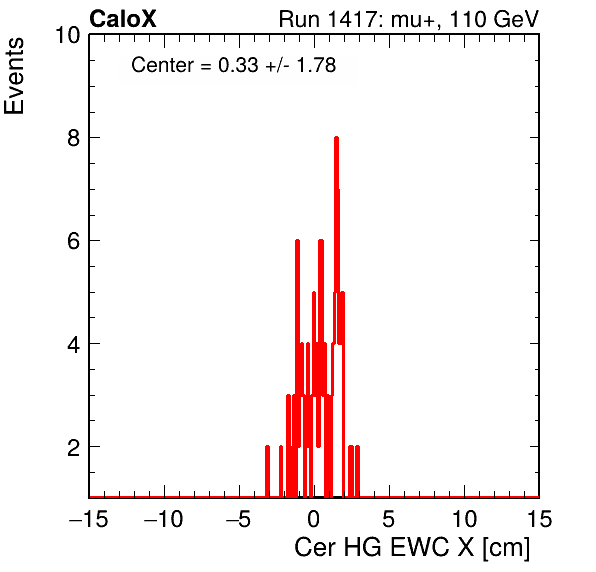 CaloX Run 1417: mu+, 110 GeV
Center = 0.33 +/- 1.78
Events
10
8
6
4
2
−15 −10 −5 0 5 10 15
Cer HG EWC X [cm]